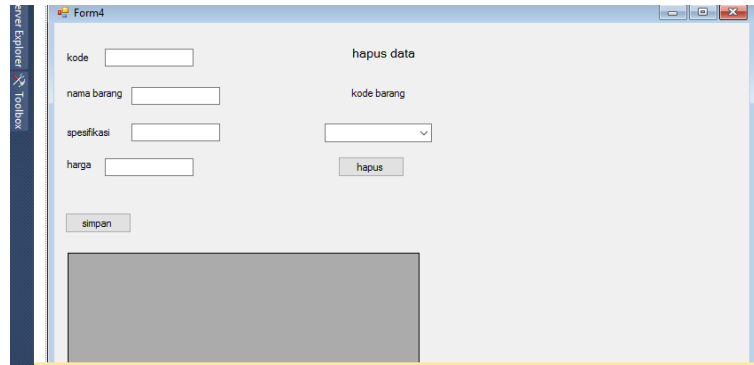 erver Explorer
Toolbox
Form4
kode
nama barang
spesifikasi
harga
simpan
hapus data
kode barang
hapus